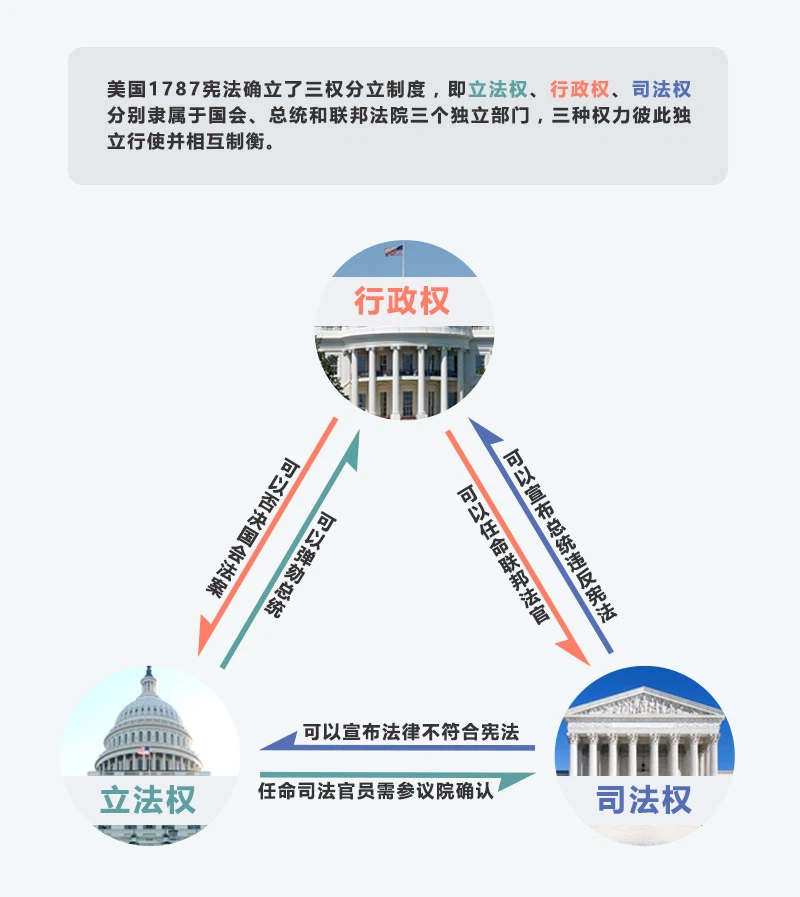 美国1787宪法确立了三权分立制度，即立法权、行政权、司法权
分别隶属于国会、总统和联邦法院三个独立部门，三种权力彼此独
立行使并相互制衡。
行政权
可以否决国会法案
可以弹劾总统
可以任命联邦法官
可以宣布总统违反宪法
可以宣布法律不符合宪法
任命司法官员需参议院确认
立法权
司法权